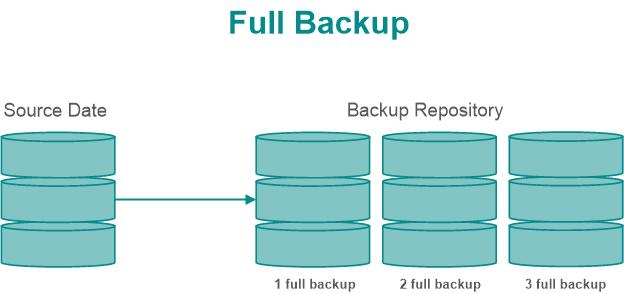 Full Backup
Source Date
Backup Repository
1 full backup
2 full backup
3 full backup